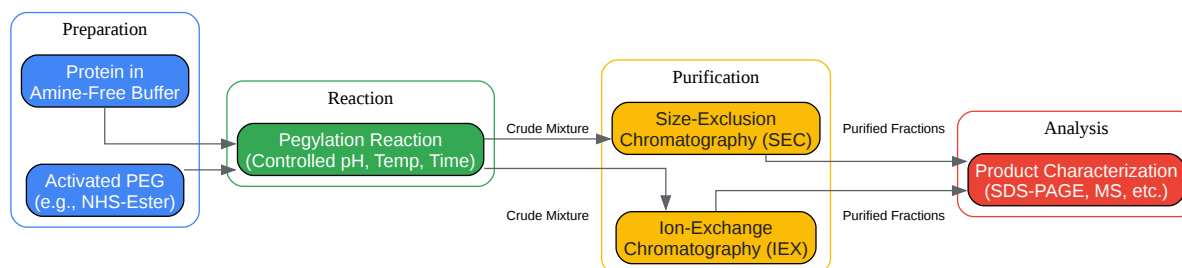 Preparation
Protein in
Amine-Free Buffer
Activated PEG
(e.g., NHS-Ester)
Reaction
Pegylation Reaction
(Controlled pH, Temp, Time)
Crude Mixture
Crude Mixture
Purification
Size-Exclusion
Chromatography (SEC)
Ion-Exchange
Chromatography (IEX)
Purified Fractions
Purified Fractions
Analysis
Product Characterization
(SDS-PAGE, MS, etc.)